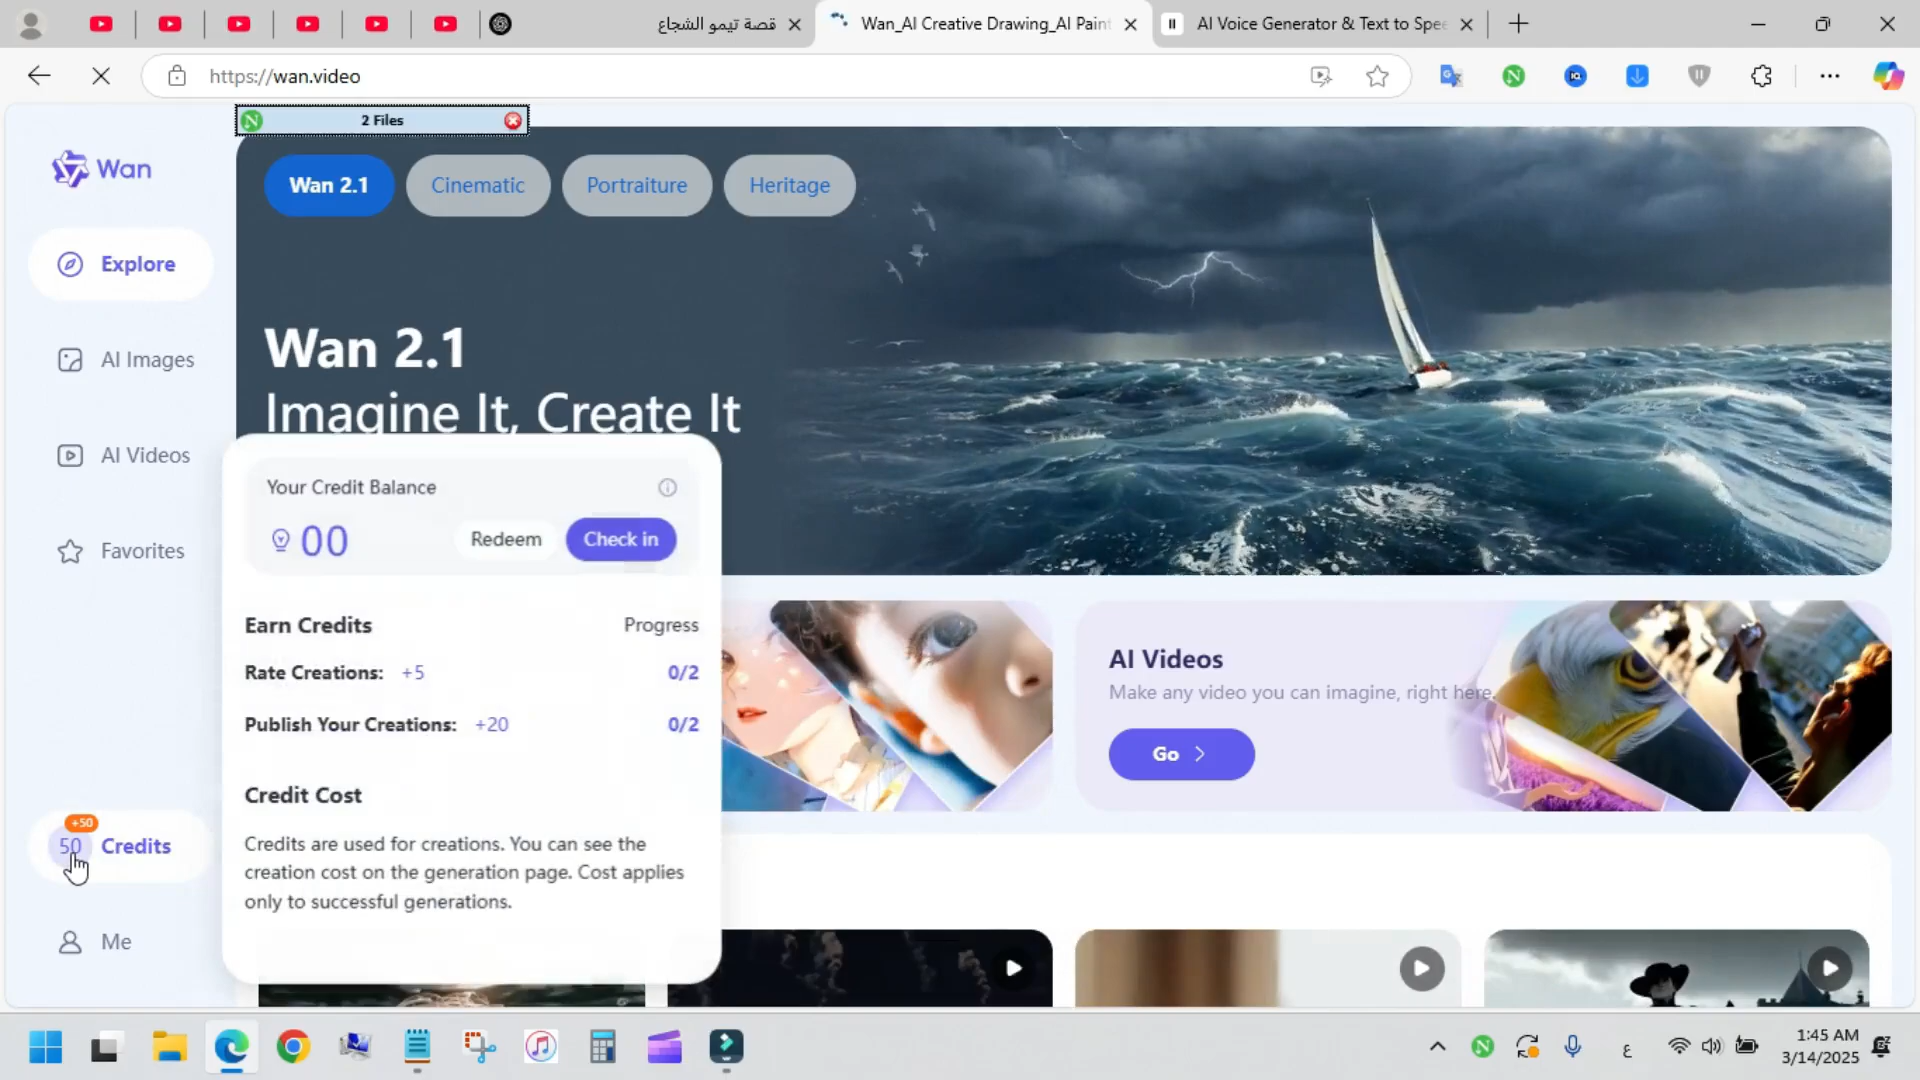 قصة تيمو الشجاع
Wan_AI Creative Drawing_AI Paint
AI Voice Generator & Text to Spee
https://wan.video
2 Files
Wan
Wan 2.1
Cinematic
Portraiture
Heritage
Explore
AI Images
AI Videos
Favorites
+50
50
Credits
Me
Wan 2.1
Imagine It, Create It
Your Credit Balance
00
Redeem
Check in
Earn Credits
Progress
Rate Creations: +5
0/2
Publish Your Creations: +20
0/2
Credit Cost
Credits are used for creations. You can see the
creation cost on the generation page. Cost applies
only to successful generations.
AI Videos
Make any video you can imagine, right here.
Go
ع
1:45 AM
3/14/2025